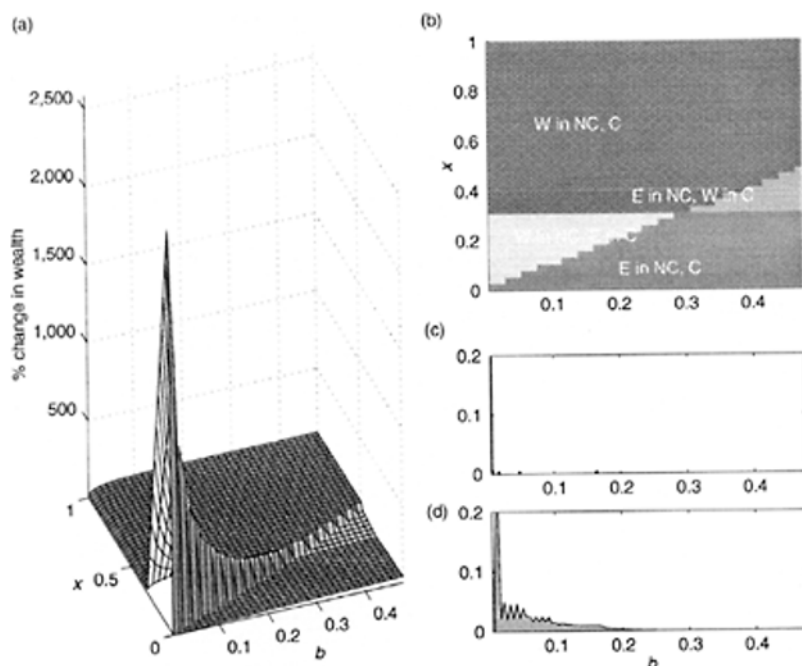 (a)
2,500
2,000
1,500
1,000
500
% change in wealth
1
x 0.5
0
0.1
0.2
0.3
0.4
b
(b)
1
0.8
0.6
0.4
0.2
0
x
W in NC, C
E in NC, W in C
E in NC, C
0.1 0.2 0.3 0.4
(c)
0.2
0.1
0
0.1 0.2 0.3 0.4
(d)
0.2
0.1
0
0.1 0.2 0.3 0.4
b